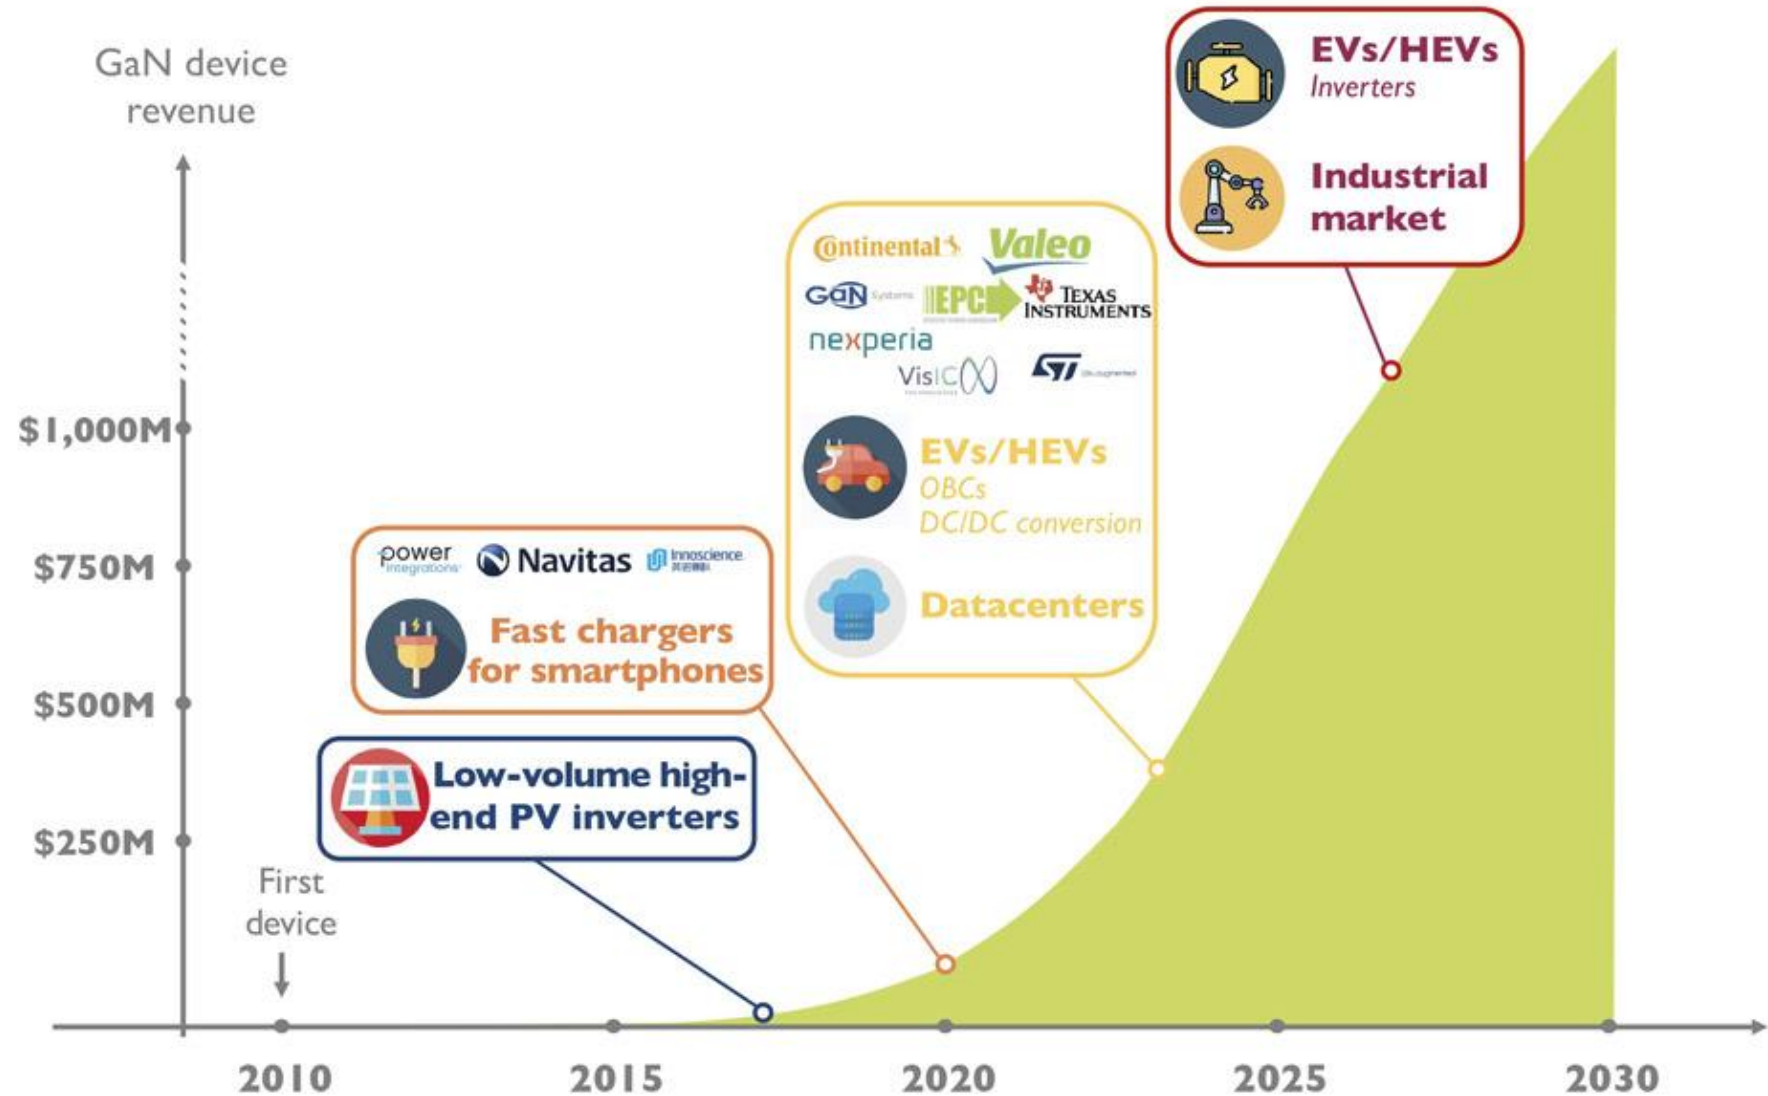 GaN device
revenue
$1,000M
$750M
$500M
$250M
First
device
2010
2015
2020
2025
2030
Low-volume high-
end PV inverters
power
integrations
Navitas
Innoscience
Fast chargers
for smartphones
Continental
Valeo
GaN Systems
EPC
TEXAS
INSTRUMENTS
nexperia
VisIC
ST
EVs/HEVs
OBCs
DC/DC conversion
Datacenters
EVs/HEVs
Inverters
Industrial
market